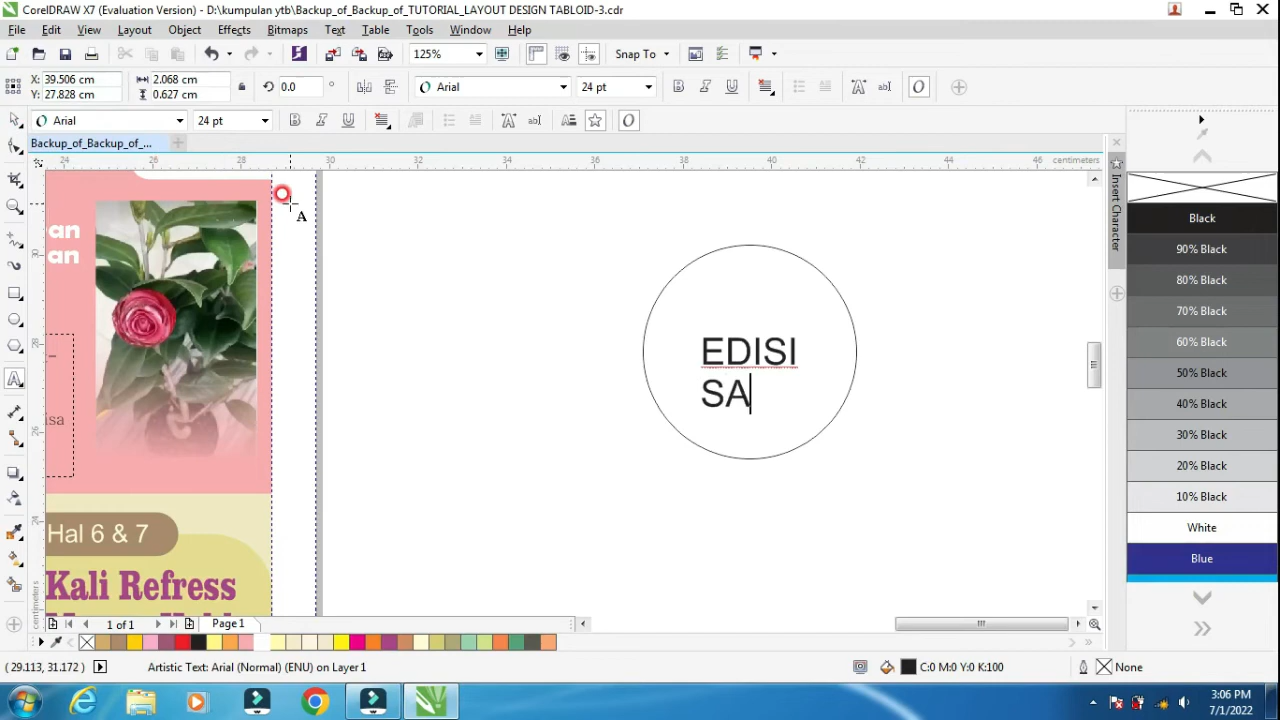 CorelDRAW X7 (Evaluation Version) - D:\kumpulan ytb\Backup_of_Backup_of_TUTORIAL_LAYOUT DESIGN TABLOID-3.cdr
File Edit View Layout Object Effects Bitmaps Text Table Tools Window Help
125% Snap To
X: 39.506 cm 2.068 cm 0.0 ° Arial 24 pt
Y: 27.828 cm 0.627 cm
Arial 24 pt
Backup_of_Backup_of_...
24 26 28 30 32 34 36 38 40 42 44 46 centimeters
an
an
EDISI
SA
isa
Hal 6 & 7
Kali Refress
30
28
26
24
centimeters
Insert Character
Black
90% Black
80% Black
70% Black
60% Black
50% Black
40% Black
30% Black
20% Black
10% Black
White
Blue
1 of 1 Page 1
(29.113, 31.172) Artistic Text: Arial (Normal) (ENU) on Layer 1 C:0 M:0 Y:0 K:100 None
3:06 PM
7/1/2022